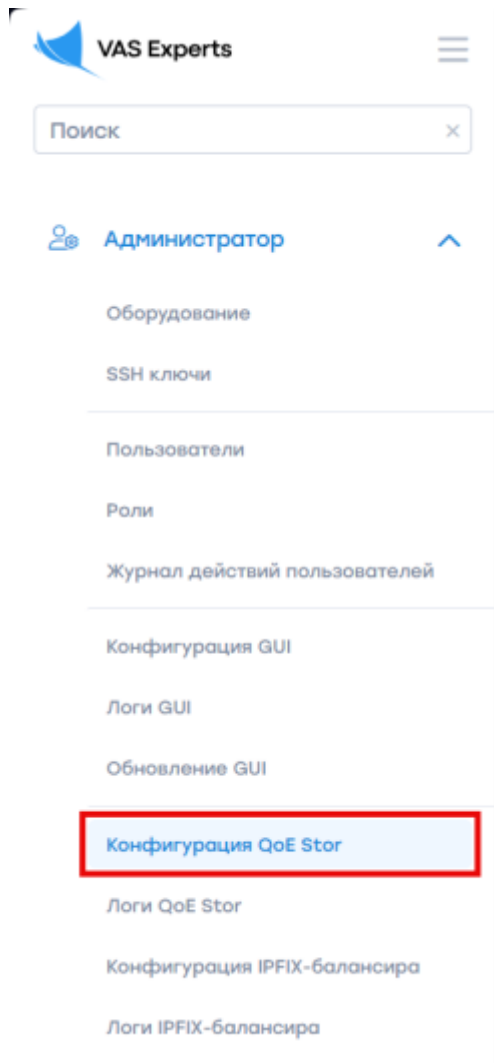 VAS Experts
Поиск
Администратор
Оборудование
SSH ключи
Пользователи
Роли
Журнал действий пользователей
Конфигурация GUI
Логи GUI
Обновление GUI
Конфигурация QoE Stor
Логи QoE Stor
Конфигурация IPFIX-балансира
Логи IPFIX-балансира